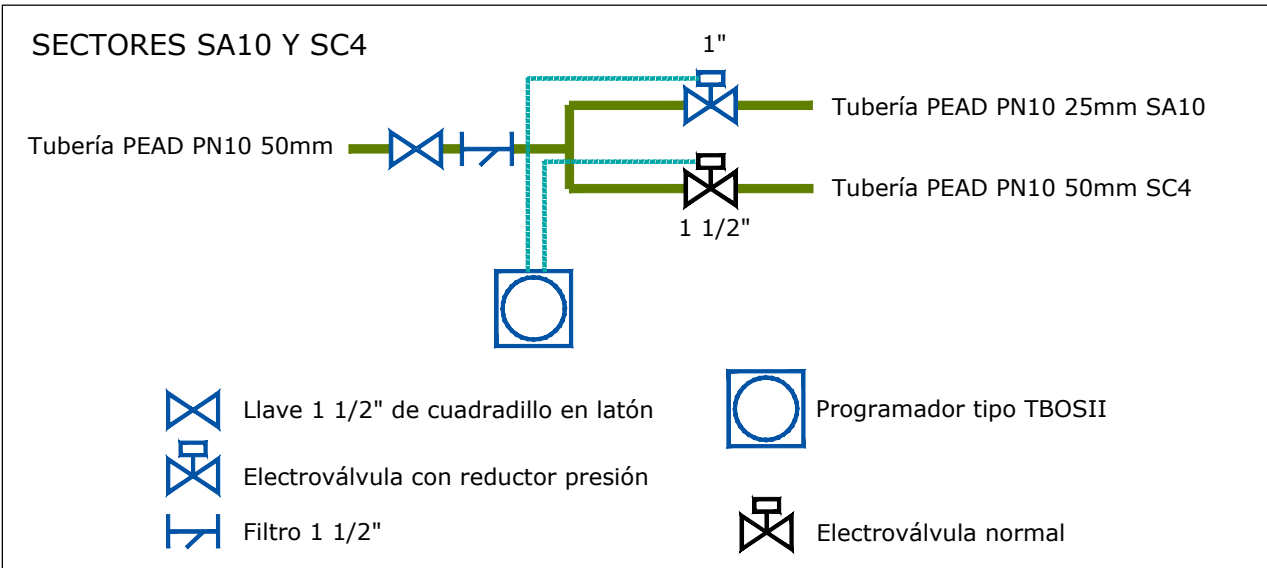 SECTORES SA10 Y SC4
1"
Tubería PEAD PN10 25mm SA10
Tubería PEAD PN10 50mm
Tubería PEAD PN10 50mm SC4
1 1/2"
Llave 1 1/2" de cuadradillo en latón
Programador tipo TBOSII
Electroválvula con reductor presión
Filtro 1 1/2"
Electroválvula normal